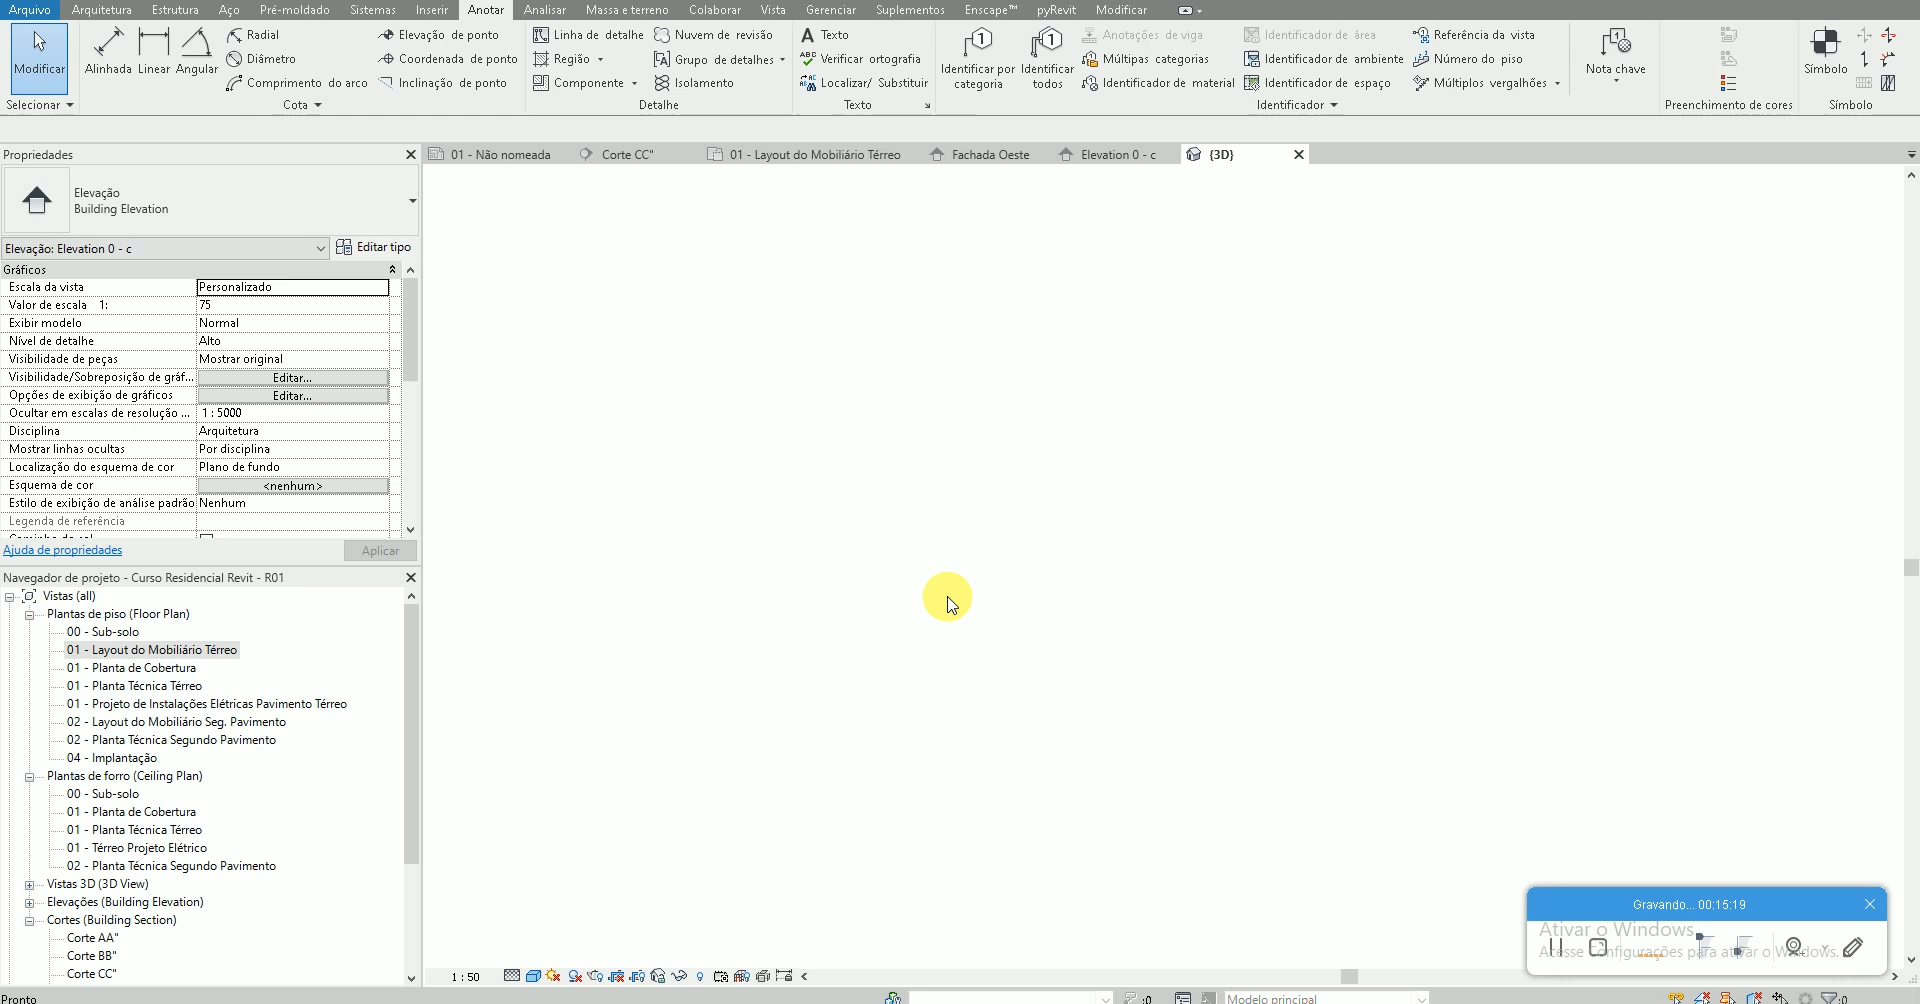 Arquivo Arquitetura Estrutura Aço Pré-moldado Sistemas Inserir Anotar Analisar Massa e terreno Colaborar Vista Gerenciar Suplementos Enscape™ pyRevit Modificar
Modificar
Selecionar
Alinhada Linear Angular
Radial
Diâmetro
Comprimento do arco
Elevação de ponto
Coordenada de ponto
Inclinação de ponto
Cota
Linha de detalhe
Região
Componente
Nuvem de revisão
Grupo de detalhes
Isolamento
Detalhe
Texto
Verificar ortografia
Localizar/ Substituir
Texto
Identificar por categoria
Identificar todos
Anotações de viga
Múltipas categorias
Identificador de material
Identificador de área
Identificador de ambiente
Identificador de espaço
Referência da vista
Número do piso
Múltiplos vergalhões
Identificador
Nota chave
Preenchimento de cores
Símbolo
Símbolo
Propriedades
01 - Não nomeada
Corte CC"
01 - Layout do Mobiliário Térreo
Fachada Oeste
Elevation 0 - c
{3D}
Elevação
Building Elevation
Elevação: Elevation 0 - c
Editar tipo
Gráficos
Escala da vista Personalizado
Valor de escala 1: 75
Exibir modelo Normal
Nível de detalhe Alto
Visibilidade de peças Mostrar original
Visibilidade/Sobreposição de gráf... Editar...
Opções de exibição de gráficos Editar...
Ocultar em escalas de resolução ... 1 : 5000
Disciplina Arquitetura
Mostrar linhas ocultas Por disciplina
Localização do esquema de cor Plano de fundo
Esquema de cor <nenhum>
Estilo de exibição de análise padrão Nenhum
Legenda de referência
Ajuda de propriedades Aplicar
Navegador de projeto - Curso Residencial Revit - R01
Vistas (all)
Plantas de piso (Floor Plan)
00 - Sub-solo
01 - Layout do Mobiliário Térreo
01 - Planta de Cobertura
01 - Planta Técnica Térreo
01 - Projeto de Instalações Elétricas Pavimento Térreo
02 - Layout do Mobiliário Seg. Pavimento
02 - Planta Técnica Segundo Pavimento
04 - Implantação
Plantas de forro (Ceiling Plan)
00 - Sub-solo
01 - Planta de Cobertura
01 - Planta Técnica Térreo
01 - Térreo Projeto Elétrico
02 - Planta Técnica Segundo Pavimento
Vistas 3D (3D View)
Elevações (Building Elevation)
Cortes (Building Section)
Corte AA"
Corte BB"
Corte CC"
1 : 50
Gravando... 00:15:19
Ativar o Windows
Acesse Configurações para ativar o Windows.
Pronto
:0
Modelo principal
:0